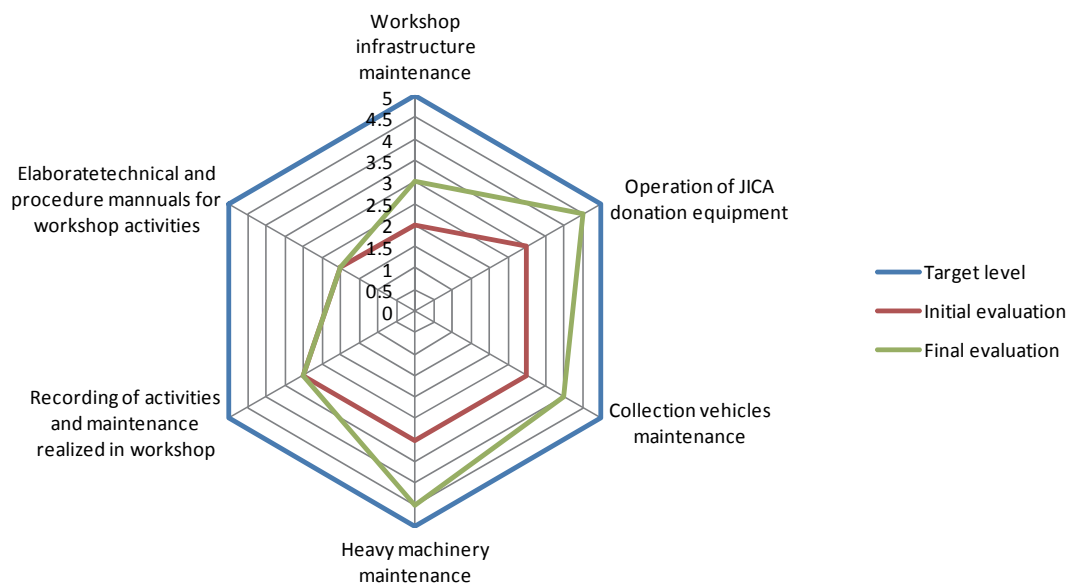 Workshop
infrastructure
maintenance
5
4.5
4
3.5
3
2.5
2
1.5
1
0.5
0
Operation of JICA
donation equipment
Collection vehicles
maintenance
Heavy machinery
maintenance
Recording of activities
and maintenance
realized in workshop
Elaboratetechnical and
procedure mannuals for
workshop activities
Target level
Initial evaluation
Final evaluation